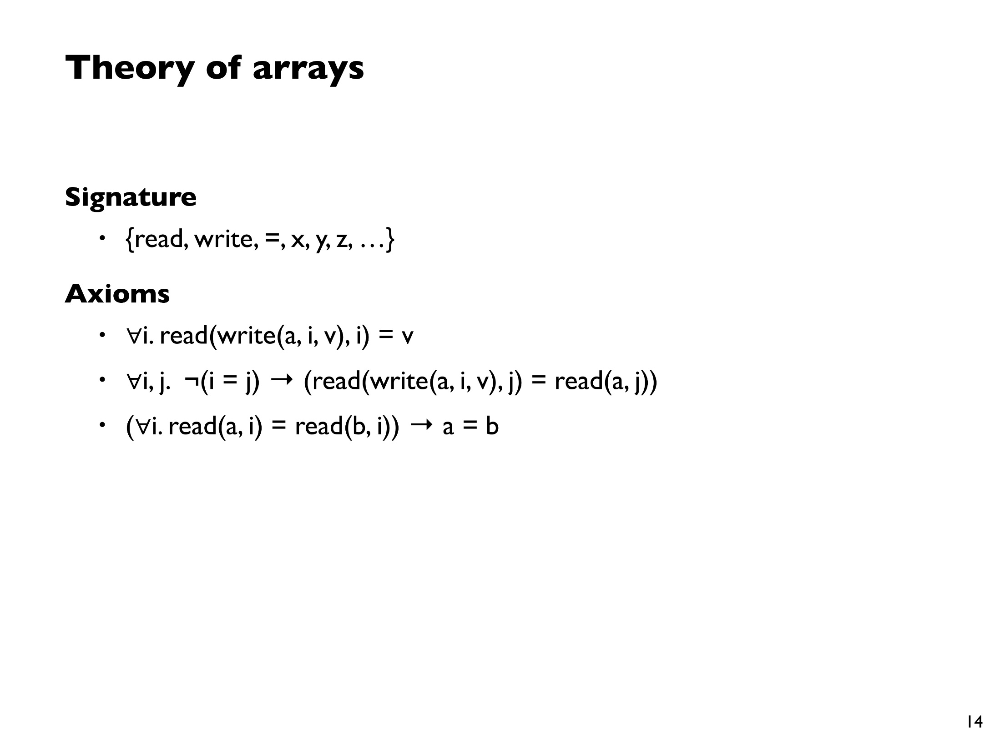 Theory of arrays
Signature
• {read, write, =, x, y, z, …}
Axioms
• ∀i. read(write(a, i, v), i) = v
• ∀i, j. ¬(i = j) → (read(write(a, i, v), j) = read(a, j))
• (∀i. read(a, i) = read(b, i)) → a = b
14